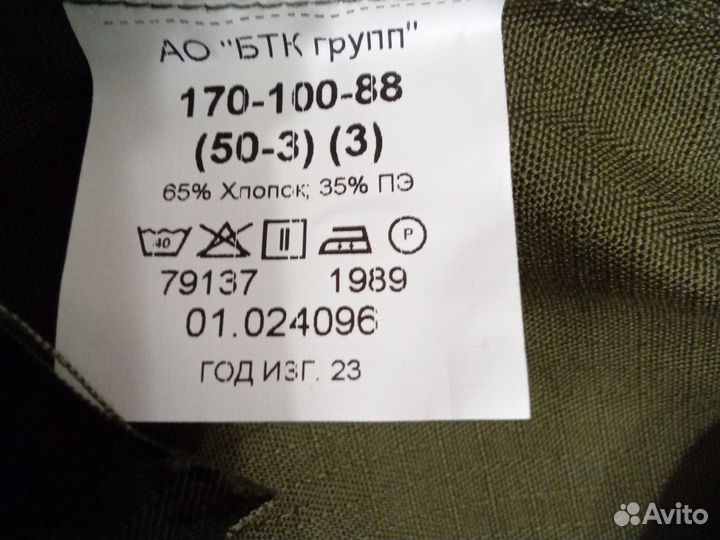 АО "БТК групп"
170-100-88
(50-3) (3)
65% Хлопок; 35% ПЭ
40 P
79137 1989
01.024096
ГОД ИЗГ. 23
Avito